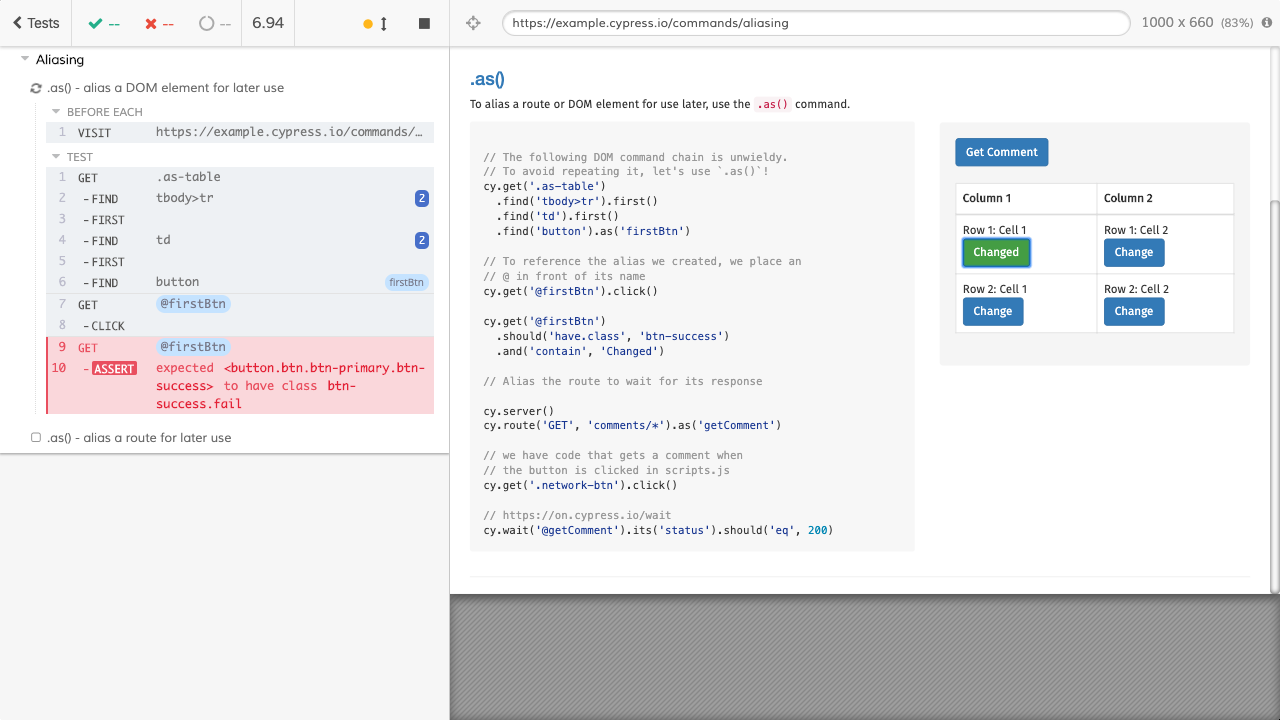 Tests
--
--
--
6.94
https://example.cypress.io/commands/aliasing
1000 x 660 (83%)
Aliasing
.as() - alias a DOM element for later use
BEFORE EACH
1 VISIT https://example.cypress.io/commands/…
TEST
1 GET .as-table
2 - FIND tbody>tr 2
3 - FIRST
4 - FIND td 2
5 - FIRST
6 - FIND button firstBtn
7 GET @firstBtn
8 - CLICK
9 GET @firstBtn
10 - ASSERT expected <button.btn.btn-primary.btn-
success> to have class btn-
success.fail
.as() - alias a route for later use
.as()
To alias a route or DOM element for use later, use the .as() command.
// The following DOM command chain is unwieldy.
// To avoid repeating it, let's use `.as()`!
cy.get('.as-table')
.find('tbody>tr').first()
.find('td').first()
.find('button').as('firstBtn')
// To reference the alias we created, we place an
// @ in front of its name
cy.get('@firstBtn').click()
cy.get('@firstBtn')
.should('have.class', 'btn-success')
.and('contain', 'Changed')
// Alias the route to wait for its response
cy.server()
cy.route('GET', 'comments/*').as('getComment')
// we have code that gets a comment when
// the button is clicked in scripts.js
cy.get('.network-btn').click()
// https://on.cypress.io/wait
cy.wait('@getComment').its('status').should('eq', 200)
Get Comment
Column 1 Column 2
Row 1: Cell 1 Row 1: Cell 2
Changed Change
Row 2: Cell 1 Row 2: Cell 2
Change Change